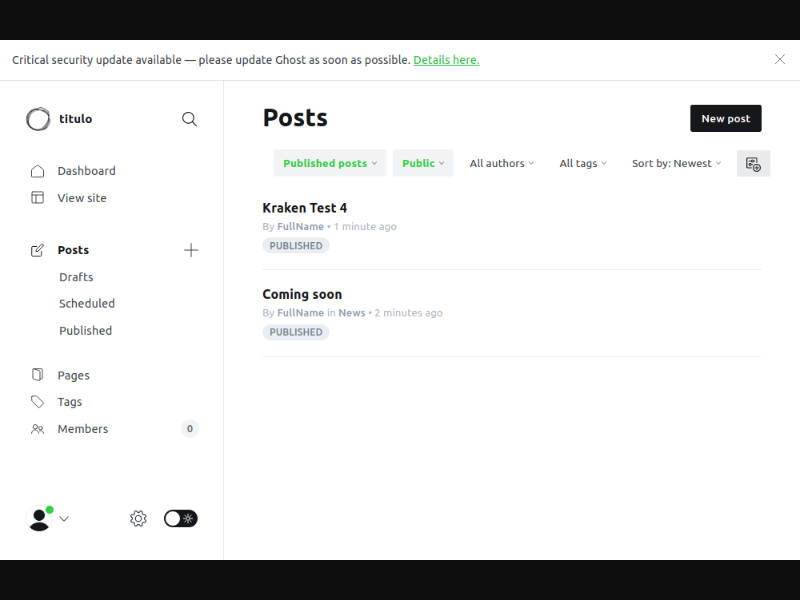 Critical security update available — please update Ghost as soon as possible. Details here.
titulo
Dashboard
View site
Posts
Drafts
Scheduled
Published
Pages
Tags
Members 0
Posts
New post
Published posts Public All authors All tags Sort by: Newest
Kraken Test 4
By FullName • 1 minute ago
PUBLISHED
Coming soon
By FullName in News • 2 minutes ago
PUBLISHED